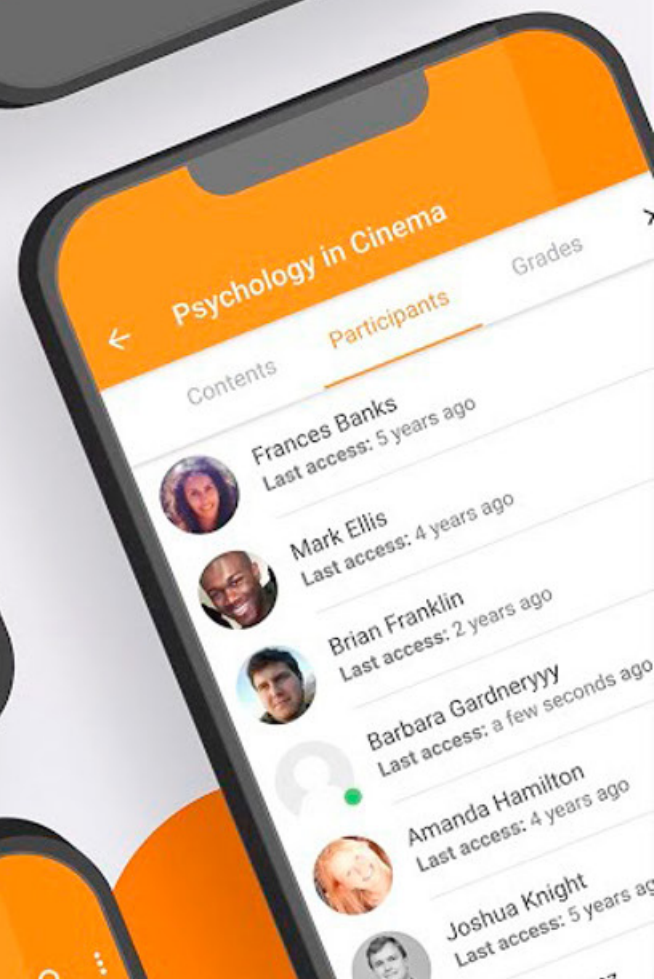 Psychology in Cinema
Contents
Participants
Grades
Frances Banks
Last access: 5 years ago
Mark Ellis
Last access: 4 years ago
Brian Franklin
Last access: 2 years ago
Barbara Gardneryyy
Last access: a few seconds ago
Amanda Hamilton
Last access: 4 years ago
Joshua Knight
Last access: 5 years